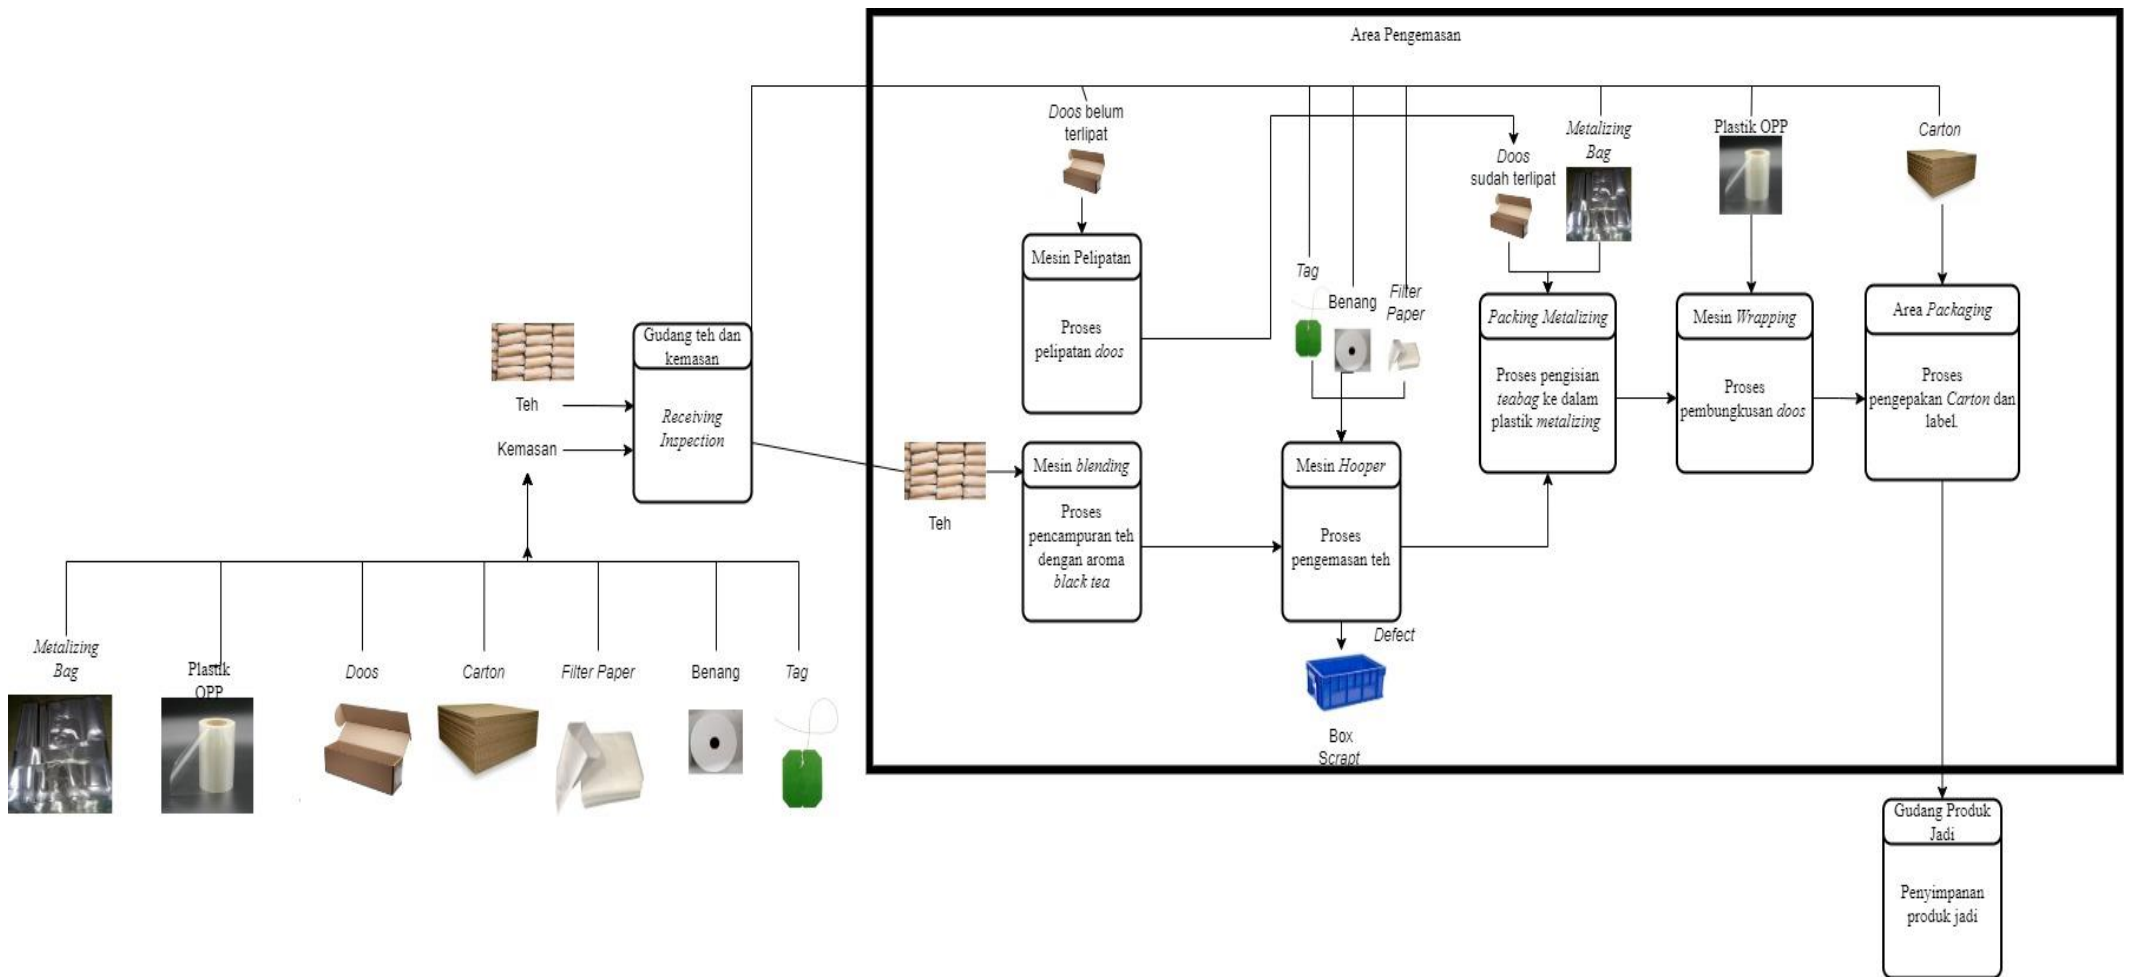 Area Pengemasan
Doos belum
terlipat
Metalizing
Bag
Plastik OPP
Carton
Doos
sudah terlipat
Mesin Pelipatan
Proses
pelipatan doos
Tag
Benang
Filter
Paper
Packing Metalizing
Proses pengisian
teabag ke dalam
plastik metalizing
Mesin Wrapping
Proses
pembungkusan doos
Area Packaging
Proses
pengepakan Carton dan
label.
Gudang teh dan
kemasan
Receiving
Inspection
Teh
Kemasan
Teh
Mesin blending
Proses
pencampuran teh
dengan aroma
black tea
Mesin Hooper
Proses
pengemasan teh
Defect
Box
Scrapt
Metalizing
Bag
Plastik
OPP
Doos
Carton
Filter Paper
Benang
Tag
Gudang Produk
Jadi
Penyimpanan
produk jadi